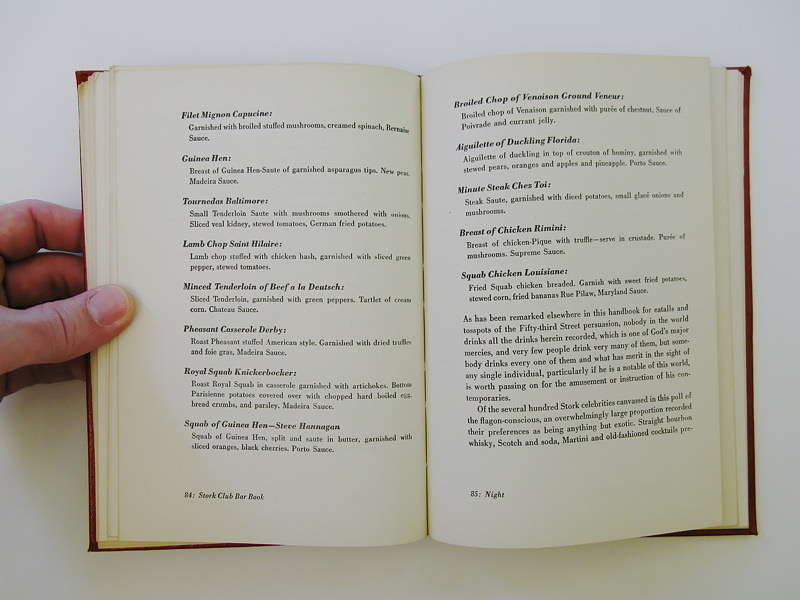 Filet Mignon Capucine:
Garnished with broiled stuffed mushrooms, creamed spinach, Bernaise
Sauce.
Guinea Hen:
Breast of Guinea Hen-Saute of garnished asparagus tips. New peas.
Madeira Sauce.
Tournedas Baltimore:
Small Tenderloin Saute with mushrooms smothered with onions.
Sliced veal kidney, stewed tomatoes, German fried potatoes.
Lamb Chop Saint Hilaire:
Lamb chop stuffed with chicken hash, garnished with sliced green
pepper, stewed tomatoes.
Minced Tenderloin of Beef a la Deutsch:
Sliced Tenderloin, garnished with green peppers. Tartlet of cream
corn. Chateau Sauce.
Pheasant Casserole Derby:
Roast Pheasant stuffed American style. Garnished with dried truffles
and foie gras, Madeira Sauce.
Royal Squab Knickerbocker:
Roast Royal Squab in casserole garnished with artichokes. Bottom
Parisienne potatoes covered over with chopped hard boiled egg,
bread crumbs, and parsley. Madeira Sauce.
Squab of Guinea Hen—Steve Hannagan
Squab of Guinea Hen, split and saute in butter, garnished with
sliced oranges, black cherries. Porto Sauce.
84: Stork Club Bar Book
Broiled Chop of Venaison Ground Veneur:
Broiled chop of Venaison garnished with purée of chestnut, Sauce of
Poivrade and currant jelly.
Aiguilette of Duckling Florida:
Aiguilette of duckling in top of crouton of hominy, garnished with
stewed pears, oranges and apples and pineapple. Porto Sauce.
Minute Steak Chez Toi:
Steak Saute, garnished with diced potatoes, small glacé onions and
mushrooms.
Breast of Chicken Rimini:
Breast of chicken-Pique with truffle—serve in crustade. Purée of
mushrooms. Supreme Sauce.
Squab Chicken Louisiane:
Fried Squab chicken breaded. Garnish with sweet fried potatoes,
stewed corn, fried bananas Rue Pilaw, Maryland Sauce.
As has been remarked elsewhere in this handbook for eatalls and
tosspots of the Fifty-third Street persuasion, nobody in the world
drinks all the drinks herein recorded, which is one of God's major
mercies, and very few people drink very many of them, but some-
body drinks every one of them and what has merit in the sight of
any single individual, particularly if he is a notable of this world,
is worth passing on for the amusement or instruction of his con-
temporaries.
Of the several hundred Stork celebrities canvassed in this poll of
the flagon-conscious, an overwhelmingly large proportion recorded
their preferences as being anything but exotic. Straight bourbon
whisky, Scotch and soda, Martini and old-fashioned cocktails pre-
85: Night